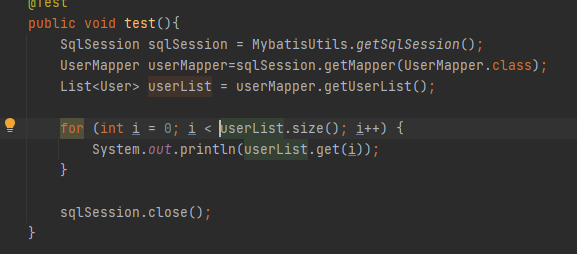 @Test
public void test(){
SqlSession sqlSession = MybatisUtils.getSqlSession();
UserMapper userMapper=sqlSession.getMapper(UserMapper.class);
List<User> userList = userMapper.getUserList();
for (int i = 0; i < userList.size(); i++) {
System.out.println(userList.get(i));
}
sqlSession.close();
}